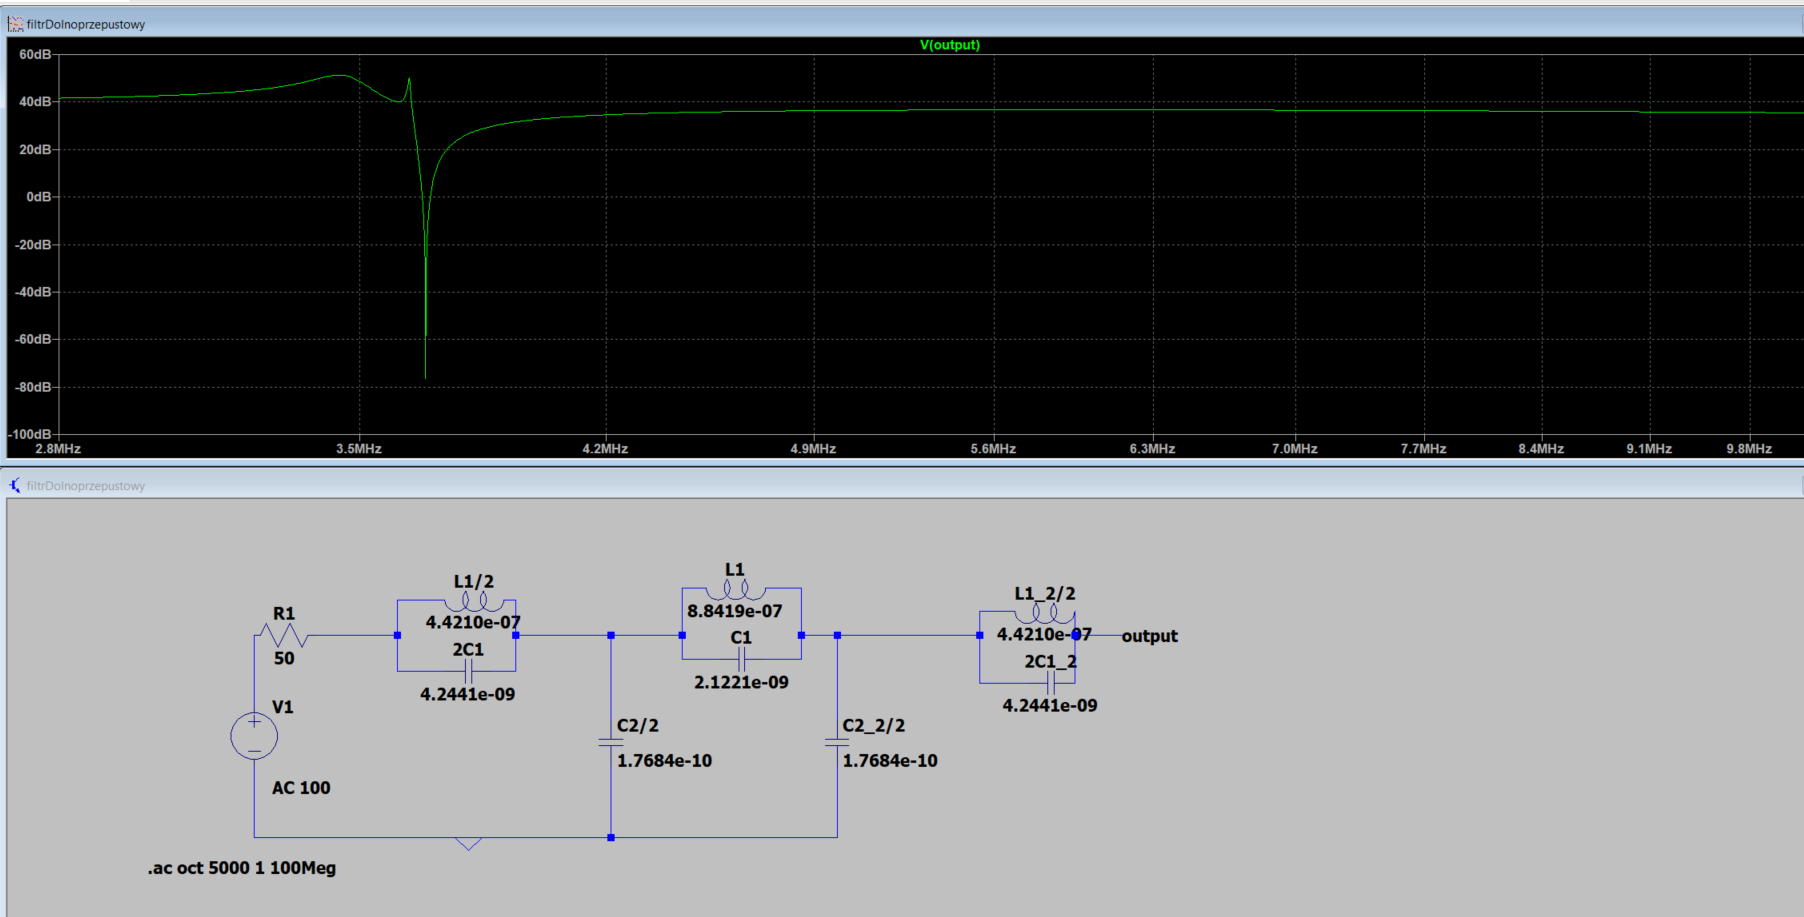 filtrDolnoprzepustowy
V(output)
60dB
40dB
20dB
0dB
-20dB
-40dB
-60dB
-80dB
-100dB
2.8MHz 3.5MHz 4.2MHz 4.9MHz 5.6MHz 6.3MHz 7.0MHz 7.7MHz 8.4MHz 9.1MHz 9.8MHz
filtrDolnoprzepustowy
L1
8.8419e-07
C1
2.1221e-09
L1/2
4.4210e-07
2C1
4.2441e-09
L1_2/2
4.4210e-07
2C1_2
4.2441e-09
output
R1
50
V1
AC 100
C2/2
1.7684e-10
C2_2/2
1.7684e-10
.ac oct 5000 1 100Meg